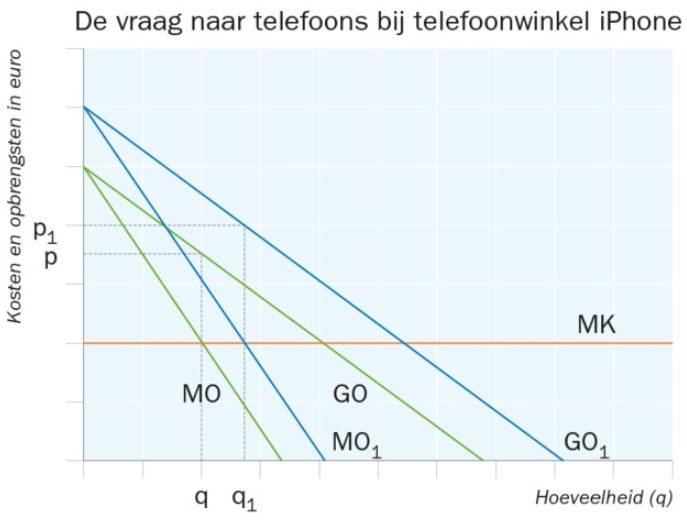 De vraag naar telefoons bij telefoonwinkel iPhone
Kosten en opbrengsten in euro
p₁
p
MK
MO
GO
MO₁
GO₁
q
q₁
Hoeveelheid (q)